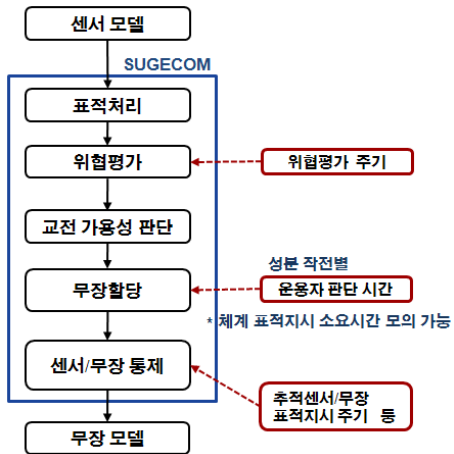 센서 모델
SUGECOM
표적처리
위협평가
위협평가 주기
교전 가용성 판단
성분 작전별
무장할당
운용자 판단 시간
* 체계 표적지시 소요시간 모의 가능
센서/무장 통제
추적센서/무장
표적지시 주기 등
무장 모델